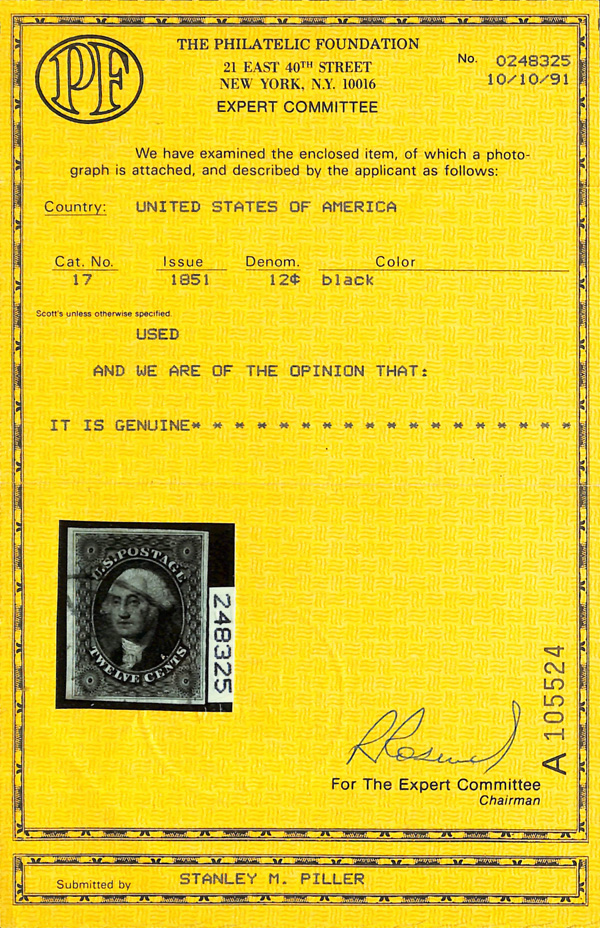 PF
THE PHILATELIC FOUNDATION
21 EAST 40TH STREET
NEW YORK, N.Y. 10016
EXPERT COMMITTEE
No. 0248325
10/10/91
We have examined the enclosed item, of which a photo-
graph is attached, and described by the applicant as follows:
Country: UNITED STATES OF AMERICA
Cat. No. Issue Denom. Color
17 1851 12¢ black
Scott's unless otherwise specified.
USED
AND WE ARE OF THE OPINION THAT:
IT IS GENUINE* * * * * * * * * * * * * * * * * *
U.S. POSTAGE
TWELVE CENTS
248325
A 105524
For The Expert Committee
Chairman
Submitted by STANLEY M. PILLER